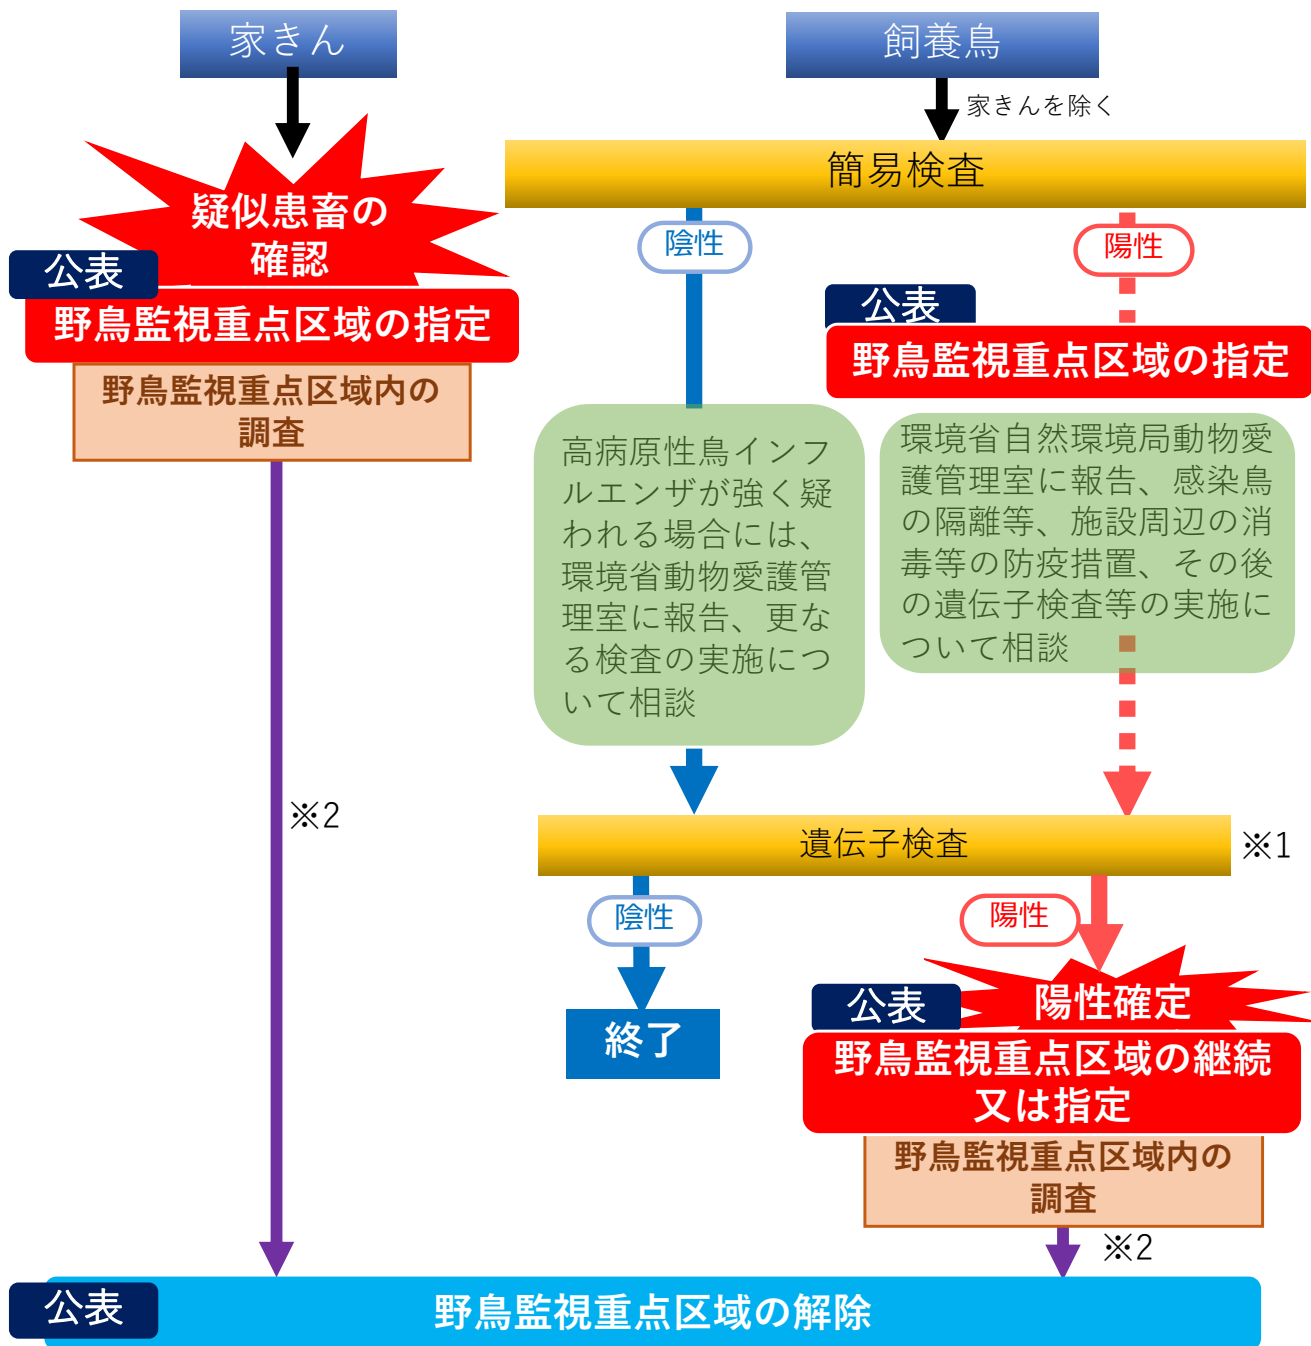 家きん
疑似患畜の
確認
公表
野鳥監視重点区域の指定
野鳥監視重点区域内の
調査
※2
飼養鳥
家きんを除く
簡易検査
陰性
陽性
公表
野鳥監視重点区域の指定
高病原性鳥インフ
ルエンザが強く疑
われる場合には、
環境省動物愛護管
理室に報告、更な
る検査の実施につ
いて相談
環境省自然環境局動物愛
護管理室に報告、感染鳥
の隔離等、施設周辺の消
毒等の防疫措置、その後
の遺伝子検査等の実施に
ついて相談
遺伝子検査
※1
陰性
陽性
終了
公表
陽性確定
野鳥監視重点区域の継続
又は指定
野鳥監視重点区域内の
調査
※2
公表
野鳥監視重点区域の解除